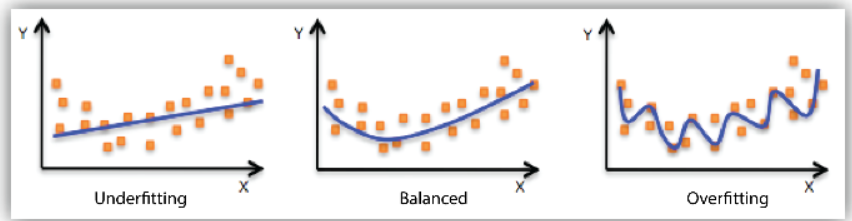 Y
X
Underfitting
Y
X
Balanced
Y
X
Overfitting